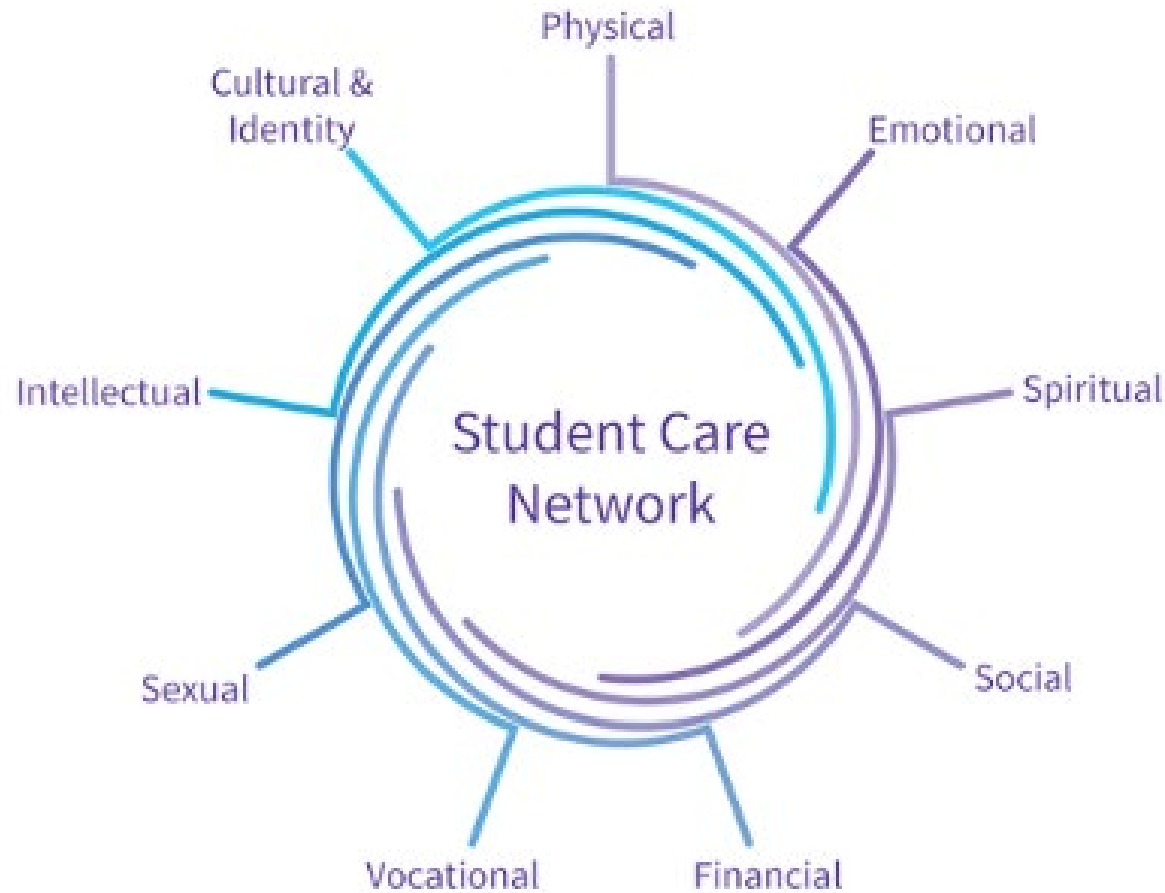 Physical
Cultural &
Identity
Emotional
Intellectual
Spiritual
Student Care
Network
Sexual
Social
Vocational
Financial